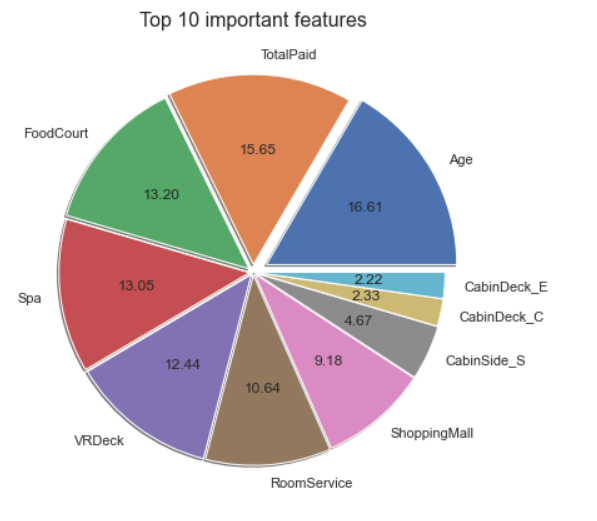 Top 10 important features
TotalPaid
FoodCourt
Age
15.65
13.20
16.61
2.22
CabinDeck_E
13.05
2.33
Spa
CabinDeck_C
4.67
CabinSide_S
12.44
9.18
10.64
ShoppingMall
VRDeck
RoomService